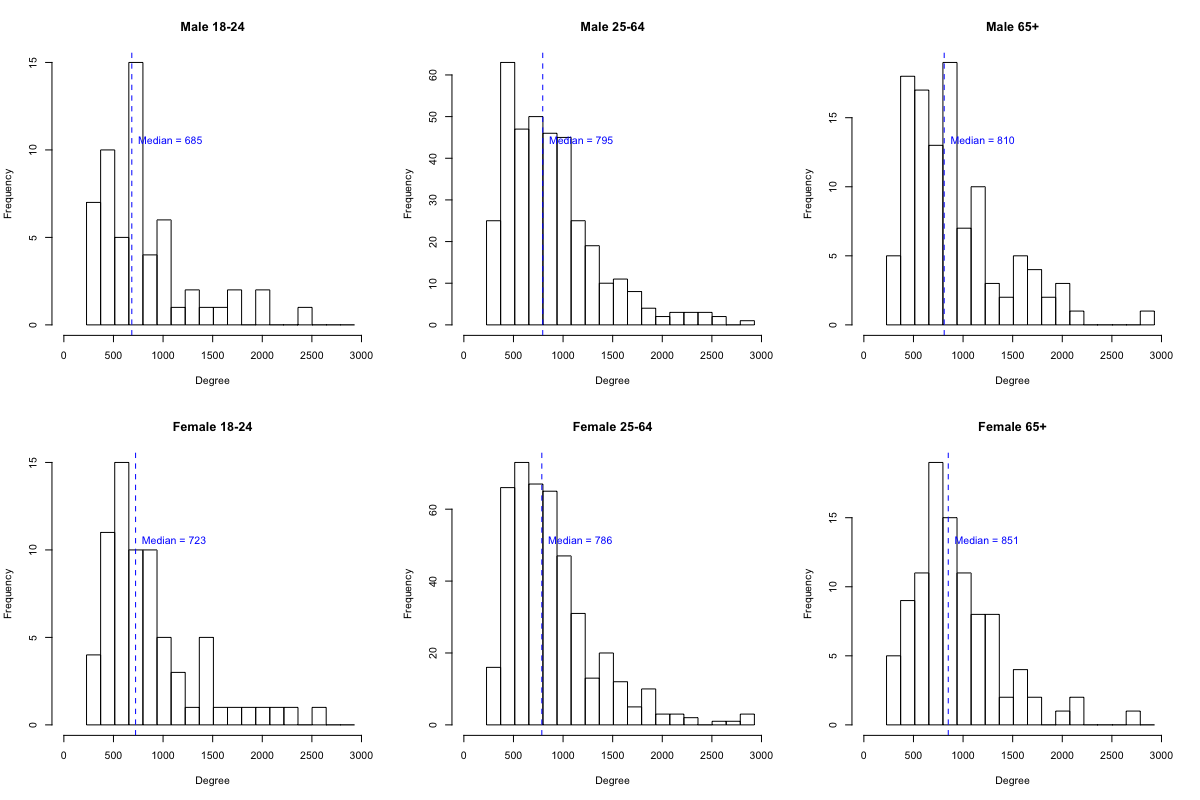 Male 18-24
Frequency
15
10
5
0
Median = 685
0 500 1000 1500 2000 2500 3000
Degree
Male 25-64
Frequency
60
50
40
30
20
10
0
Median = 795
0 500 1000 1500 2000 2500 3000
Degree
Male 65+
Frequency
15
10
5
0
Median = 810
0 500 1000 1500 2000 2500 3000
Degree
Female 18-24
Frequency
15
10
5
0
Median = 723
0 500 1000 1500 2000 2500 3000
Degree
Female 25-64
Frequency
60
40
20
0
Median = 786
0 500 1000 1500 2000 2500 3000
Degree
Female 65+
Frequency
15
10
5
0
Median = 851
0 500 1000 1500 2000 2500 3000
Degree